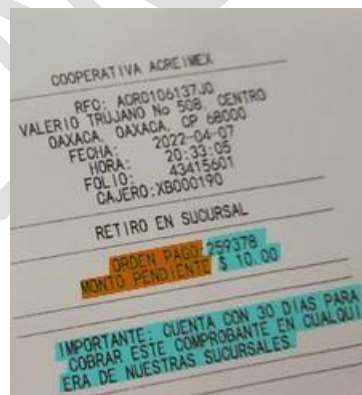 COOPERATIVA ACREIMEX
RFC: ACR0106137J0
VALERIO TRUJANO No 508, CENTRO
OAXACA, OAXACA, CP 68000
FECHA: 2022-04-07
HORA: 20:33:05
FOLIO: 43415601
CAJERO:XB000190
RETIRO EN SUCURSAL
ORDEN PAGO: 259378
MONTO PENDIENTE $ 10.00
IMPORTANTE: CUENTA CON 30 DIAS PARA
COBRAR ESTE COMPROBANTE EN CUALQUI
ERA DE NUESTRAS SUCURSALES